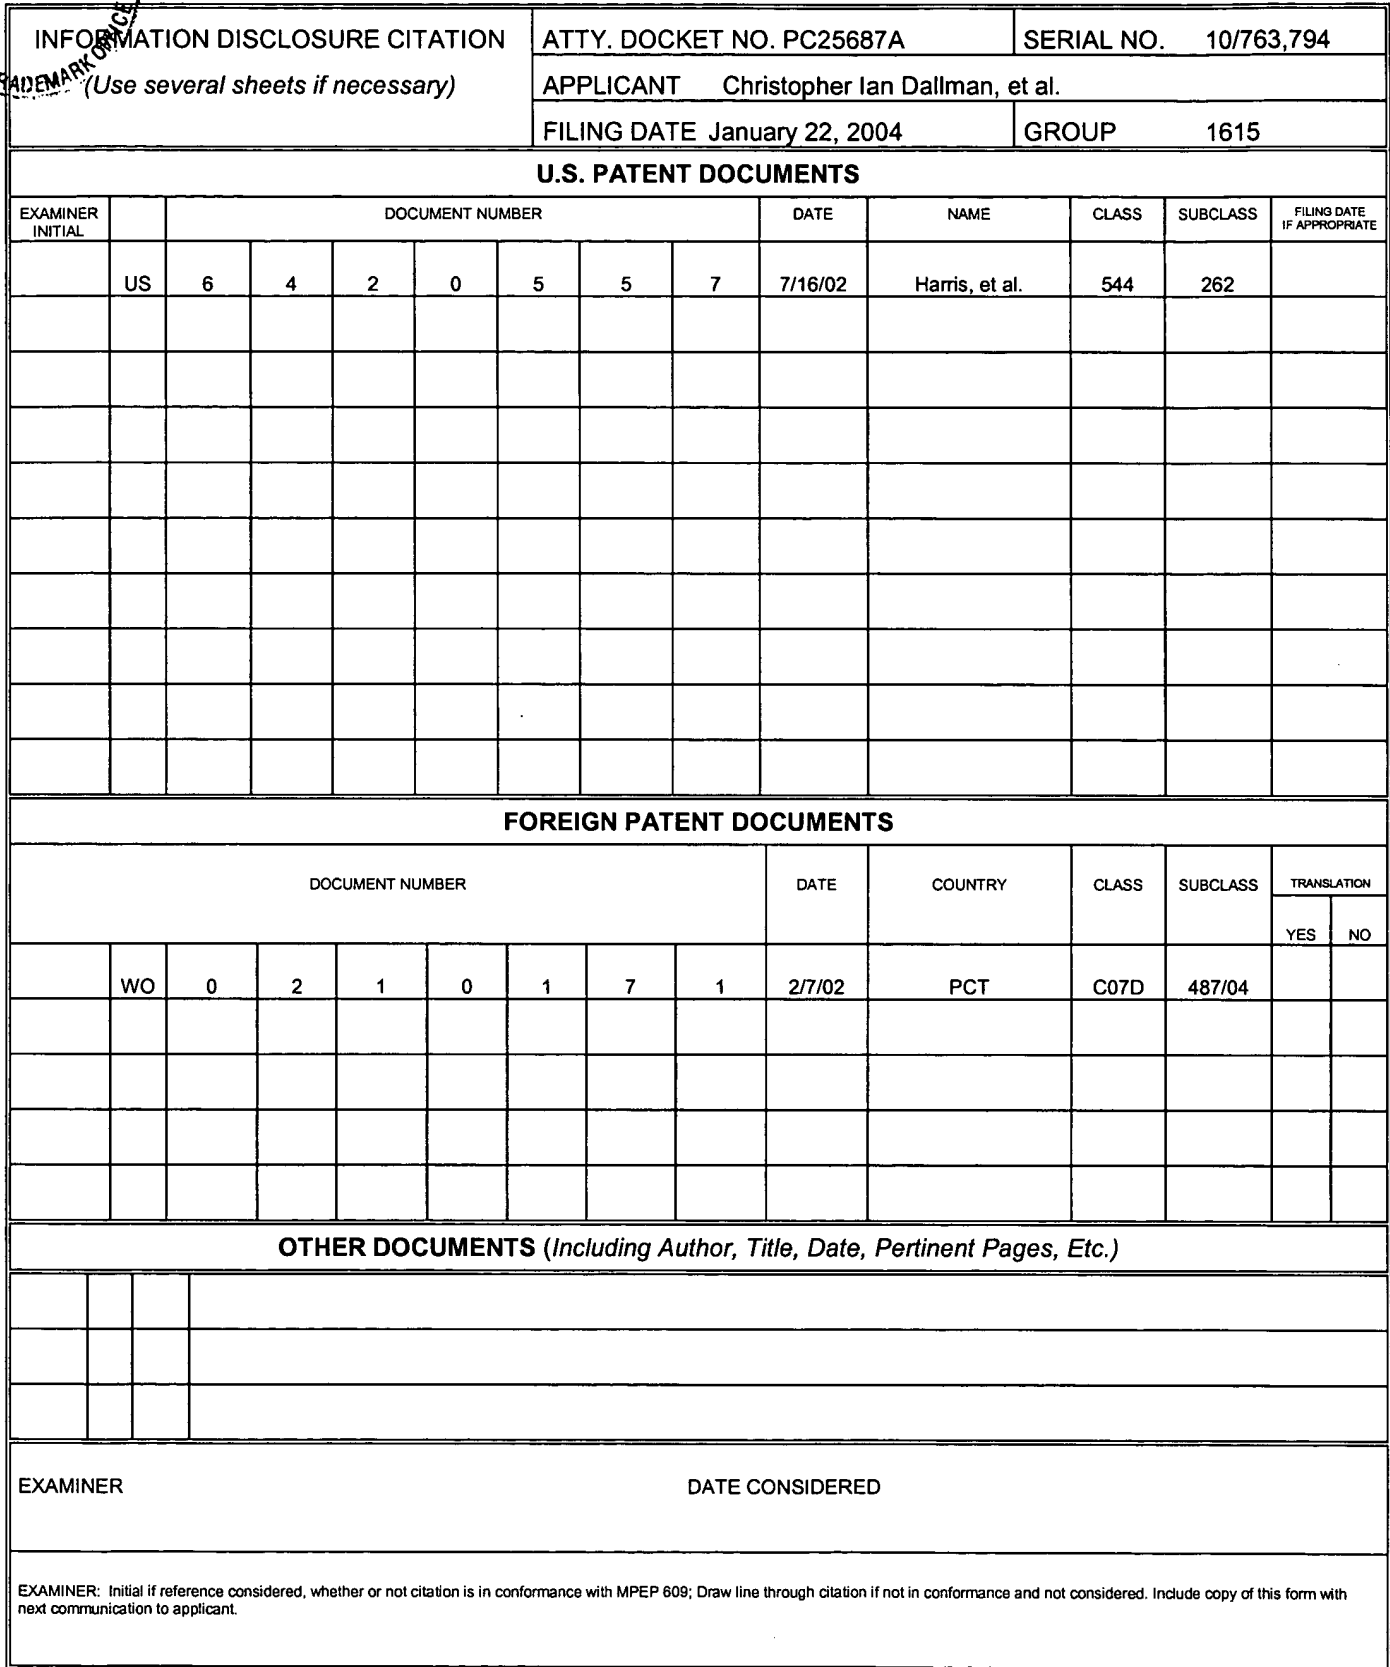 INFORMATION DISCLOSURE CITATION
(Use several sheets if necessary)
ATTY. DOCKET NO. PC25687A
SERIAL NO. 10/763,794
APPLICANT Christopher Ian Dallman, et al.
FILING DATE January 22, 2004
GROUP 1615
U.S. PATENT DOCUMENTS
EXAMINER INITIAL DOCUMENT NUMBER DATE NAME CLASS SUBCLASS FILING DATE IF APPROPRIATE
US 6 4 2 0 5 5 7 7/16/02 Harris, et al. 544 262
FOREIGN PATENT DOCUMENTS
DOCUMENT NUMBER DATE COUNTRY CLASS SUBCLASS TRANSLATION
YES NO
WO 0 2 1 0 1 7 1 2/7/02 PCT C07D 487/04
OTHER DOCUMENTS (Including Author, Title, Date, Pertinent Pages, Etc.)
EXAMINER DATE CONSIDERED
EXAMINER: Initial if reference considered, whether or not citation is in conformance with MPEP 609; Draw line through citation if not in conformance and not considered. Include copy of this form with
next communication to applicant.